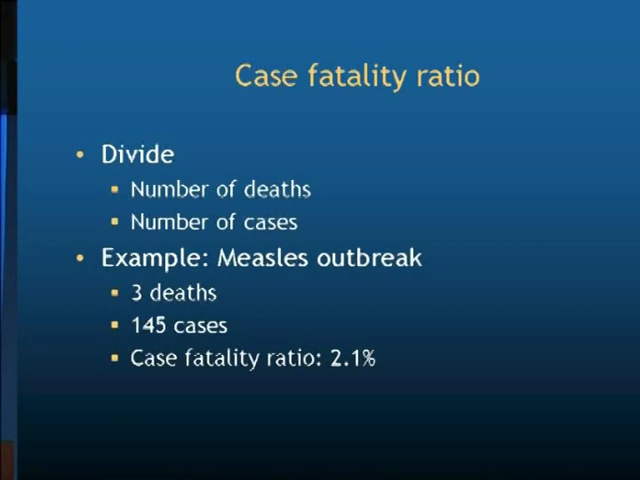 Case fatality ratio
• Divide
▪ Number of deaths
▪ Number of cases
• Example: Measles outbreak
▪ 3 deaths
▪ 145 cases
▪ Case fatality ratio: 2.1%